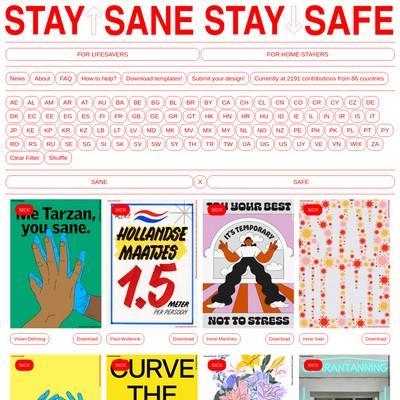 STAY↑SANE STAY↓SAFE
FOR LIFESAVERS
FOR HOME-STAYERS
News About FAQ How to help? Download templates! Submit your design! Currently at 2191 contributions from 86 countries
AE AL AM AR AT AU BA BE BG BL BR BY CA CH CL CN CO CR CY CZ DE
DK EC EE EG ES FI FR GB GE GR GT HK HN HR HU ID IE IL IN IR IS IT
JP KE KP KR KZ LB LT LV MD MK MV MX MY NL NO NZ PE PH PK PL PT PY
RO RS RU SE SG SI SK TH TR TW UA UG US UY VE VN WIX ZA
Clear Filter Shuffle
SANE
X
SAFE
SICK
Me Tarzan,
you sane.
SICK
HOLLANDSE
MAATJES
1.5
METER
PER PERSOON
SICK
YOU BEST
IT'S TEMPORARY
NOT TO STRESS
SICK
Vivian Dehning Download
Paul Wolterink Download
Irene Martínez Download
Irene Sala Download
SICK
SICK
CURVE
THE
SICK
SICK
RANTANNING